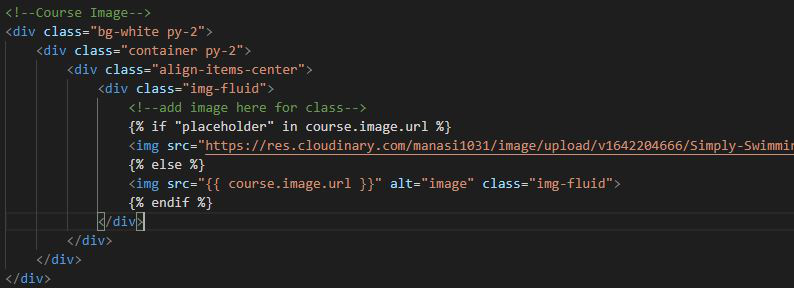 <!--Course Image-->
<div class="bg-white py-2">
<div class="container py-2">
<div class="align-items-center">
<div class="img-fluid">
<!--add image here for class-->
{% if "placeholder" in course.image.url %}
<img src="https://res.cloudinary.com/manasi1031/image/upload/v1642204666/Simply-Swimmin
{% else %}
<img src="{{ course.image.url }}" alt="image" class="img-fluid">
{% endif %}
</div>
</div>
</div>
</div>